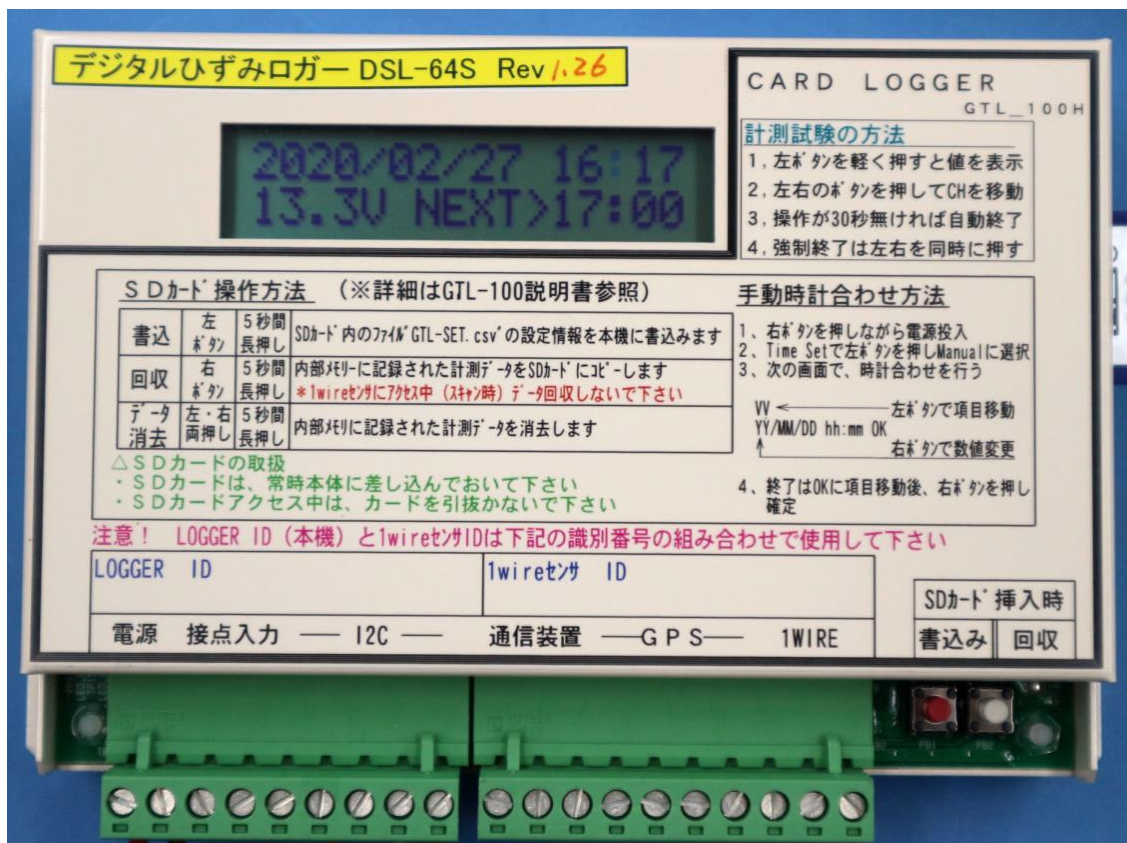 デジタルひずみロガー DSL-64S Rev 1.26
2020/02/27 16:17
13.3V NEXT>17:00
CARD LOGGER
GTL_100H
計測試験の方法
1，左ﾎﾞﾀﾝを軽く押すと値を表示
2，左右のﾎﾞﾀﾝを押してCHを移動
3，操作が30秒無ければ自動終了
4，強制終了は左右を同時に押す
ＳＤｶｰﾄﾞ操作方法 （※詳細はGTL-100説明書参照）
書込 左ﾎﾞﾀﾝ 5秒間長押し SDｶｰﾄﾞ内のﾌｧｲﾙ GTL-SET.csv'の設定情報を本機に書込みます
回収 右ﾎﾞﾀﾝ 5秒間長押し 内部ﾒﾓﾘｰに記録された計測ﾃﾞｰﾀをSDｶｰﾄﾞにｺﾋﾟｰします
＊1wireｾﾝｻにｱｸｾｽ中（ｽｷｬﾝ時）ﾃﾞｰﾀ回収しないで下さい
ﾃﾞｰﾀ消去 左・右両押し 5秒間長押し 内部ﾒﾓﾘに記録された計測ﾃﾞｰﾀを消去します
△ＳＤカードの取扱
・ＳＤカードは、常時本体に差し込んでおいて下さい
・ＳＤカードアクセス中は、カードを引抜かないで下さい
手動時計合わせ方法
1、右ﾎﾞﾀﾝを押しながら電源投入
2、Time Setで左ﾎﾞﾀﾝを押しManualに選択
3、次の画面で、時計合わせを行う
VV 左ﾎﾞﾀﾝで項目移動
YY/MM/DD hh:mm OK
右ﾎﾞﾀﾝで数値変更
4、終了はOKに項目移動後、右ﾎﾞﾀﾝを押し
確定
注意！ LOGGER ID（本機）と1wireｾﾝｻIDは下記の識別番号の組み合わせで使用して下さい
LOGGER ID
1wireｾﾝｻ ID
SDｶｰﾄﾞ挿入時
書込み 回収
電源 接点入力 ── I2C ── 通信装置 ──ＧＰＳ── 1WIRE